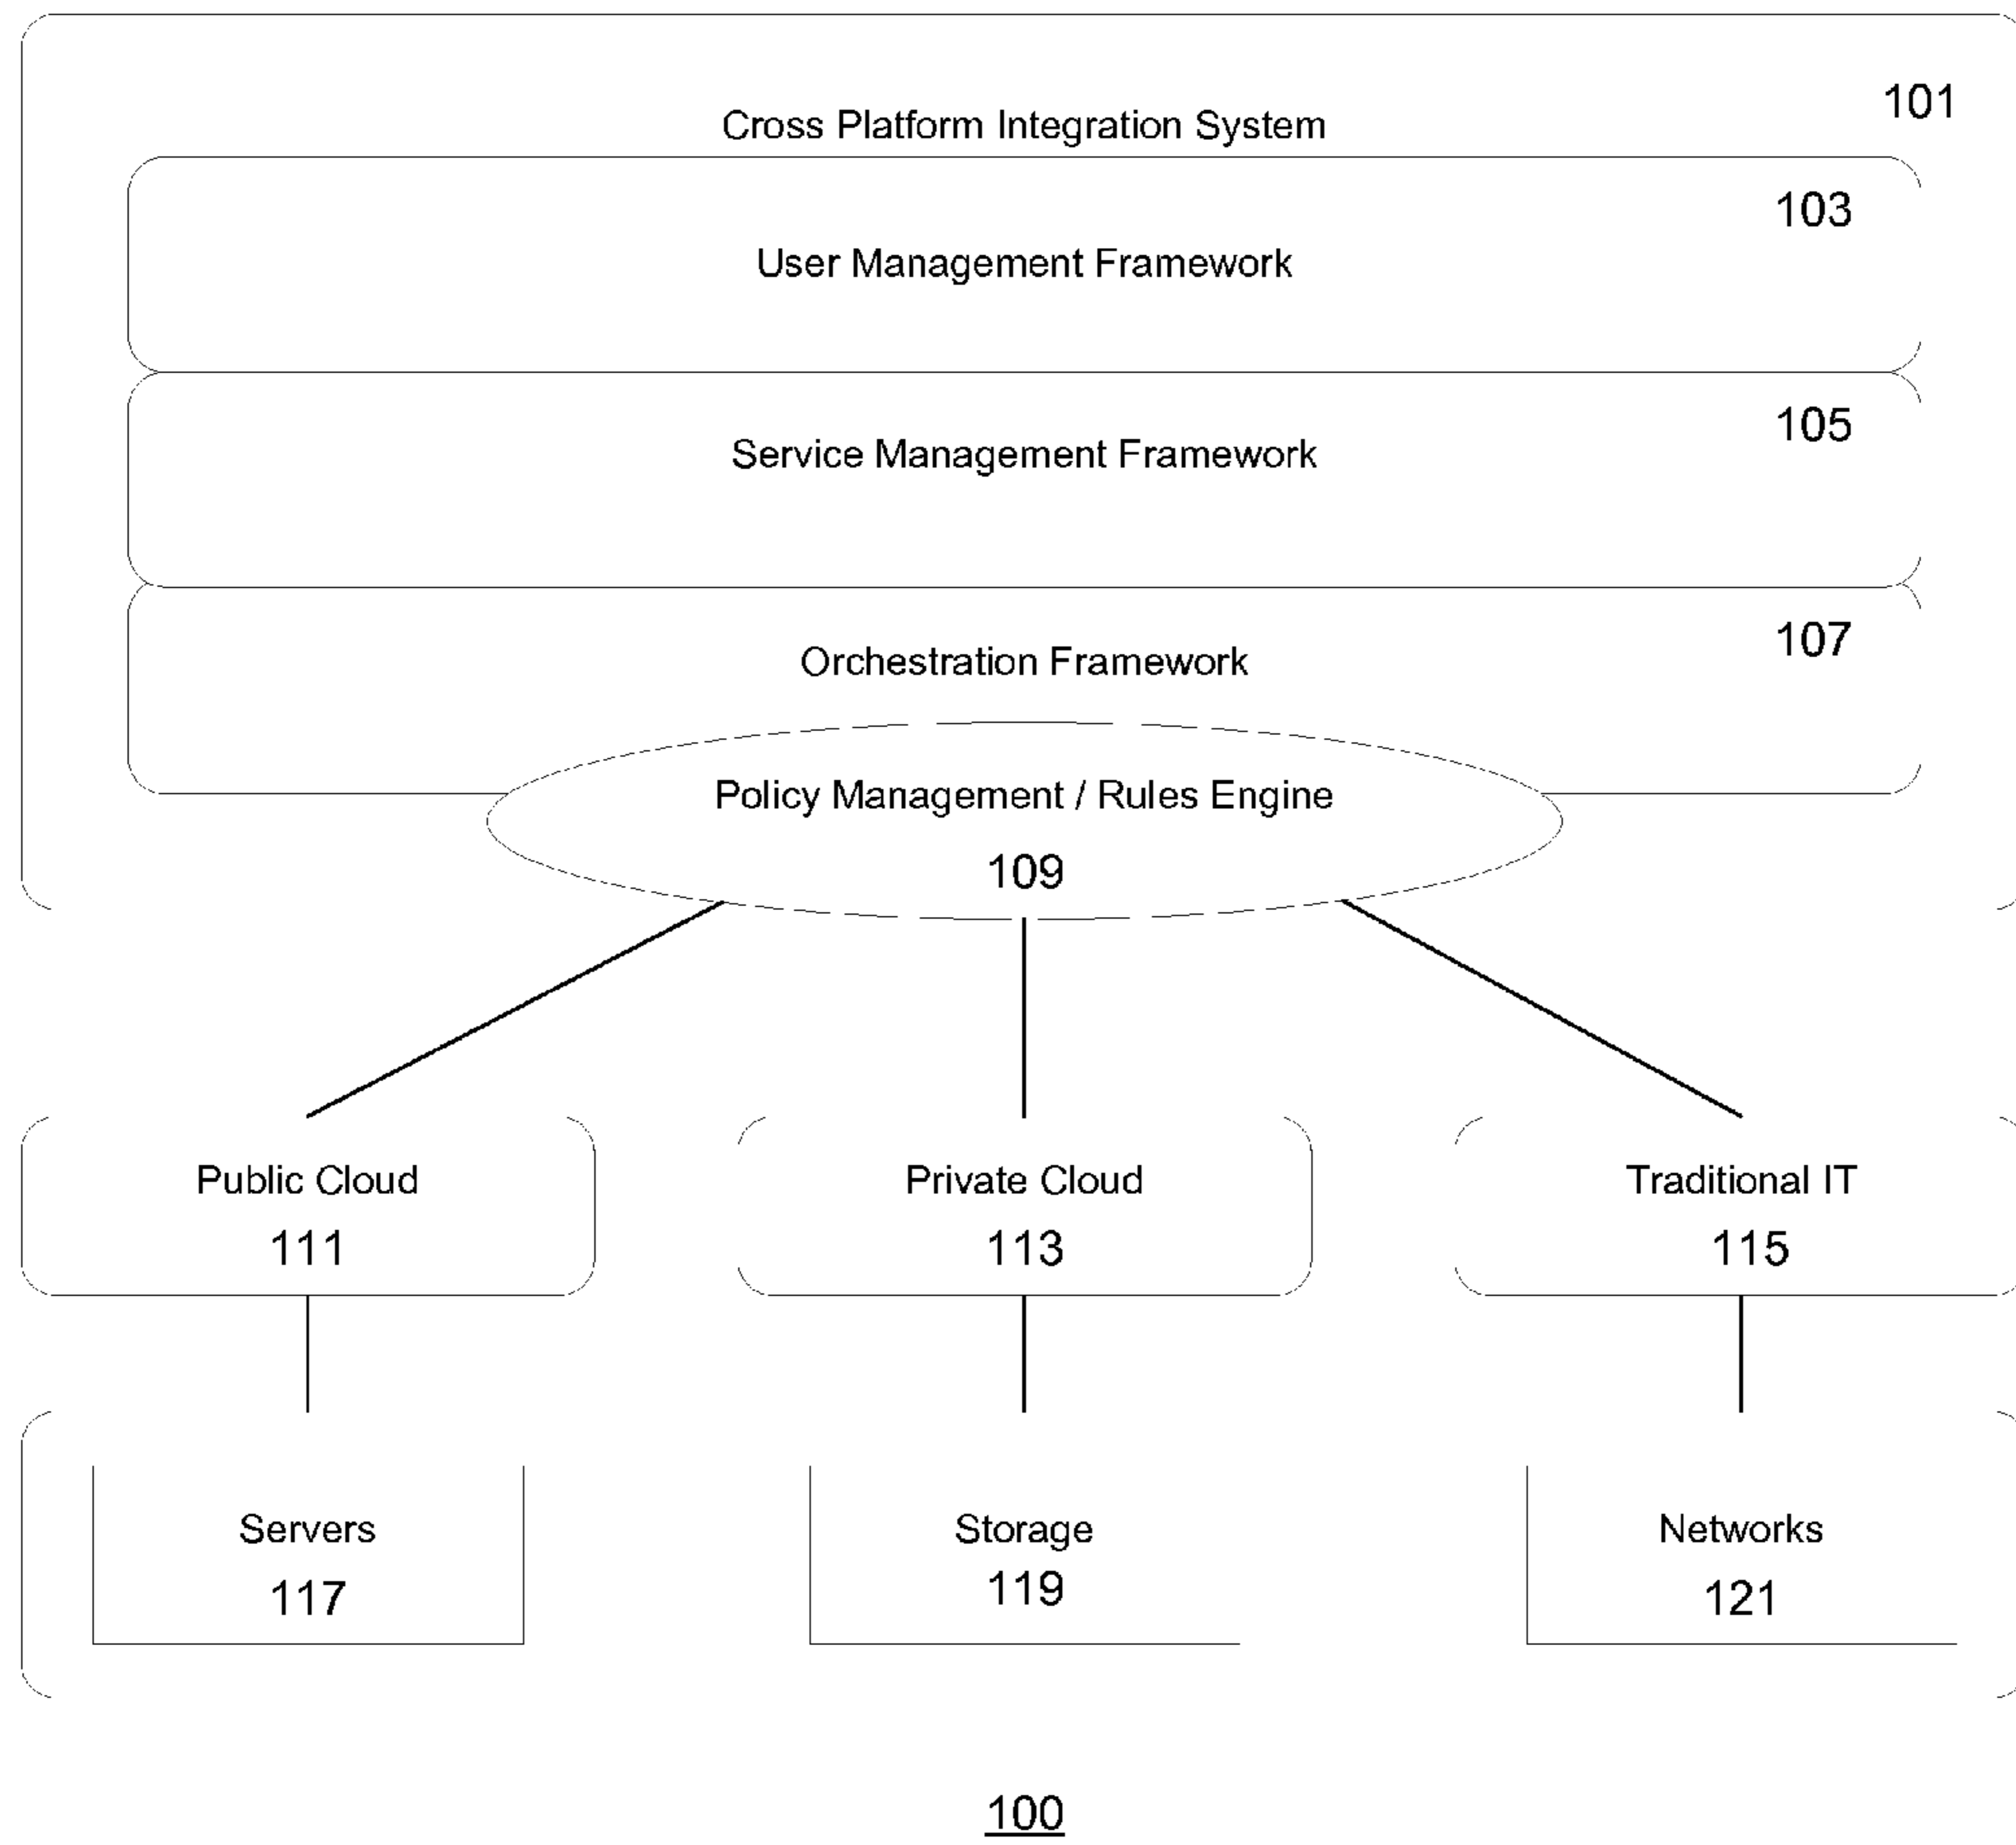 101
Cross Platform Integration System
103
User Management Framework
105
Service Management Framework
107
Orchestration Framework
Policy Management / Rules Engine
109
Public Cloud
111
Private Cloud
113
Traditional IT
115
Servers
117
Storage
119
Networks
121
100